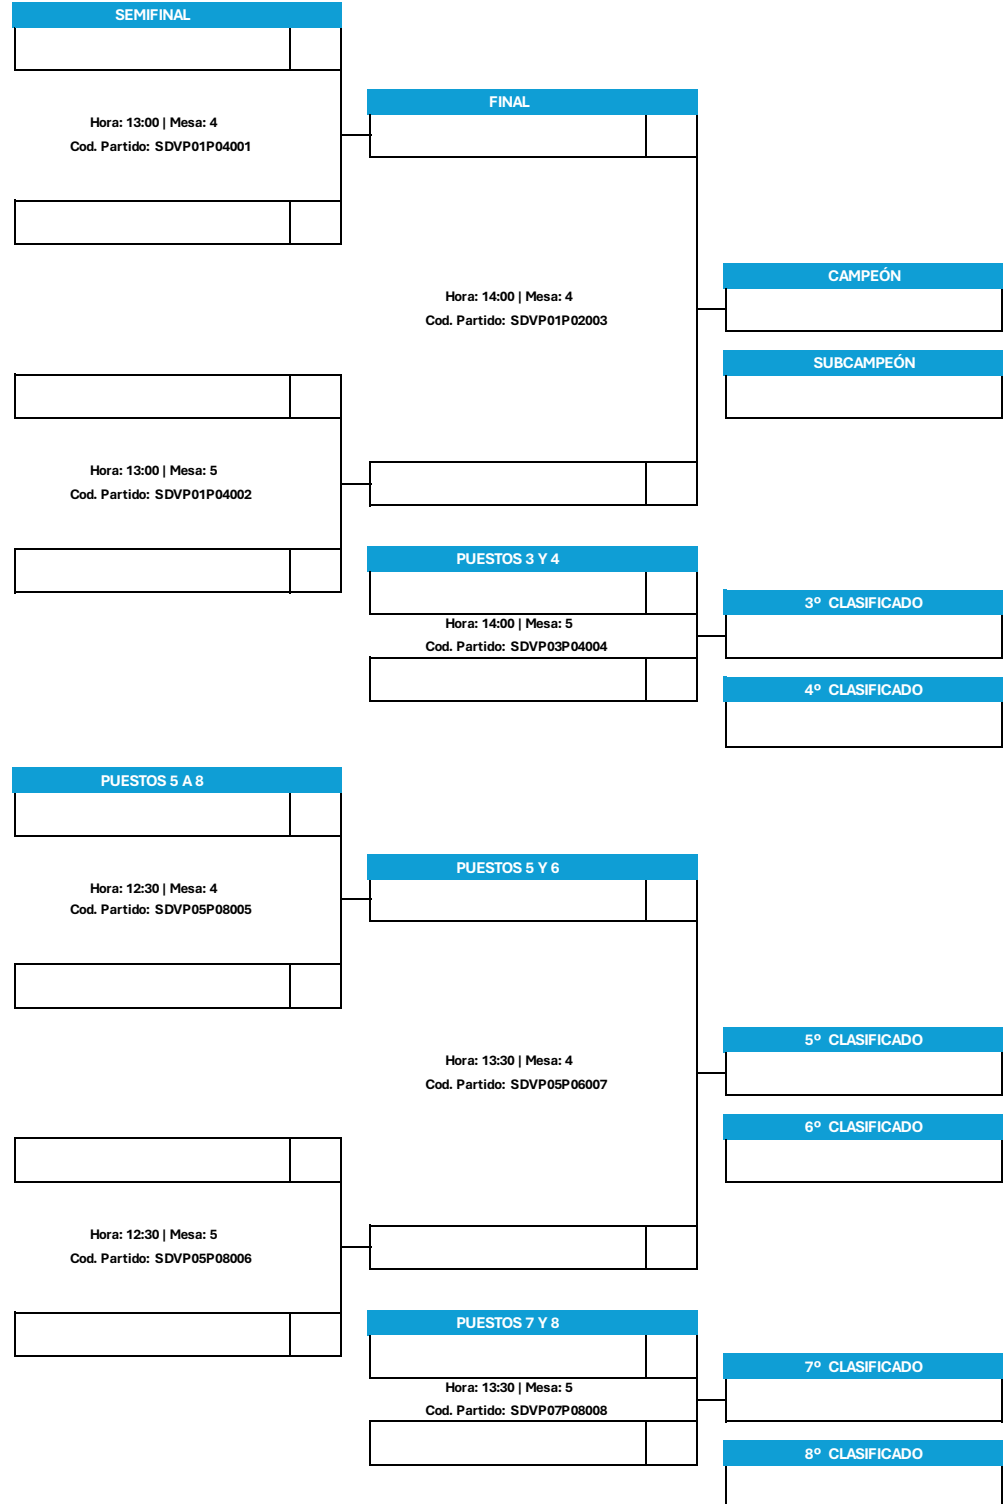 SEMIFINAL
Hora: 13:00 | Mesa: 4
Cod. Partido: SDVP01P04001
FINAL
Hora: 14:00 | Mesa: 4
Cod. Partido: SDVP01P02003
CAMPEÓN
SUBCAMPEÓN
Hora: 13:00 | Mesa: 5
Cod. Partido: SDVP01P04002
PUESTOS 3 Y 4
Hora: 14:00 | Mesa: 5
Cod. Partido: SDVP03P04004
3º CLASIFICADO
4º CLASIFICADO
PUESTOS 5 A 8
Hora: 12:30 | Mesa: 4
Cod. Partido: SDVP05P08005
PUESTOS 5 Y 6
Hora: 13:30 | Mesa: 4
Cod. Partido: SDVP05P06007
5º CLASIFICADO
6º CLASIFICADO
Hora: 12:30 | Mesa: 5
Cod. Partido: SDVP05P08006
PUESTOS 7 Y 8
Hora: 13:30 | Mesa: 5
Cod. Partido: SDVP07P08008
7º CLASIFICADO
8º CLASIFICADO